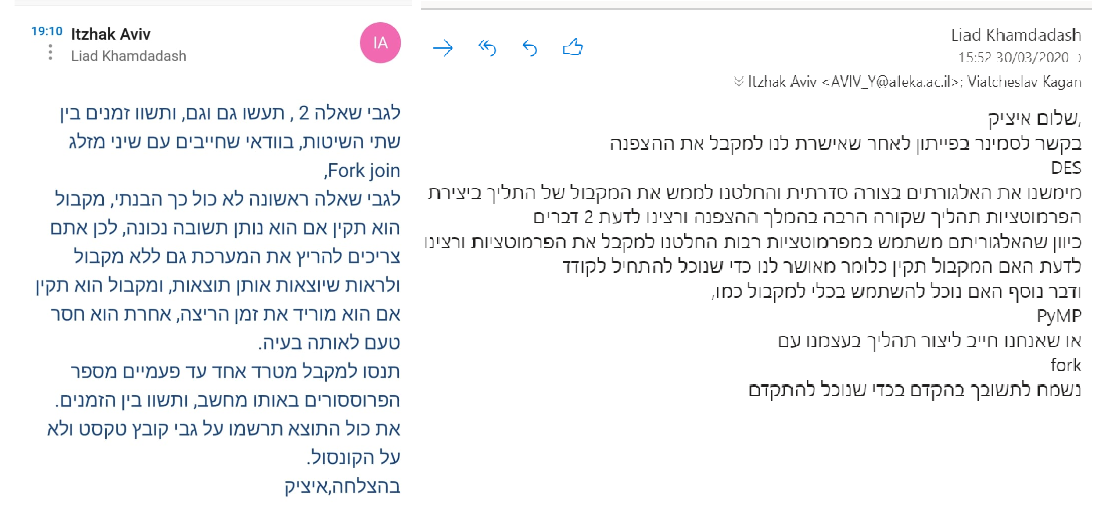 19:10 Itzhak Aviv
Liad Khamdadash
IA
לגבי שאלה 2 , תעשו גם וגם, ותשוו זמנים בין
שתי השיטות, בוודאי שחייבים עם שיני מזלג
Fork join,
לגבי שאלה ראשונה לא כול כך הבנתי, מקבול
הוא תקין אם הוא נותן תשובה נכונה, לכן אתם
צריכים להריץ את המערכת גם ללא מקבול
ולראות שיוצאות אותן תוצאות, ומקבול הוא תקין
אם הוא מוריד את זמן הריצה, אחרת הוא חסר
טעם לאותה בעיה.
תנסו למקבל מטרד אחד עד פעמיים מספר
הפרוססורים באותו מחשב, ותשוו בין הזמנים.
את כול התוצא תרשמו על גבי קובץ טקסט ולא
על הקונסול.
בהצלחה,איציק
Liad Khamdadash
15:52 30/03/2020
Itzhak Aviv <AVIV_Y@afeka.ac.il>; Viatcheslav Kagan
שלום איציק,
בקשר לסמינר בפייתון לאחר שאישרת לנו למקבל את ההצפנה
DES
מימשנו את האלגורתים בצורה סדרתית והחלטנו לממש את המקבול של התליך ביצירת
הפרמוטציות תהליך שקורה הרבה בהמלך ההצפנה ורצינו לדעת 2 דברים
כיוון שהאלגוריתם משתמש במפרמוטציות רבות החלטנו למקבל את הפרמוטציות ורצינו
לדעת האם המקבול תקין כלומר מאושר לנו כדי שנוכל להתחיל לקודד
ודבר נוסף האם נוכל להשתמש בכלי למקבול כמו,
PyMP
או שאנחנו חייב ליצור תהליך בעצמנו עם
fork
נשמח לתשובך בהקדם בכדי שנוכל להתקדם